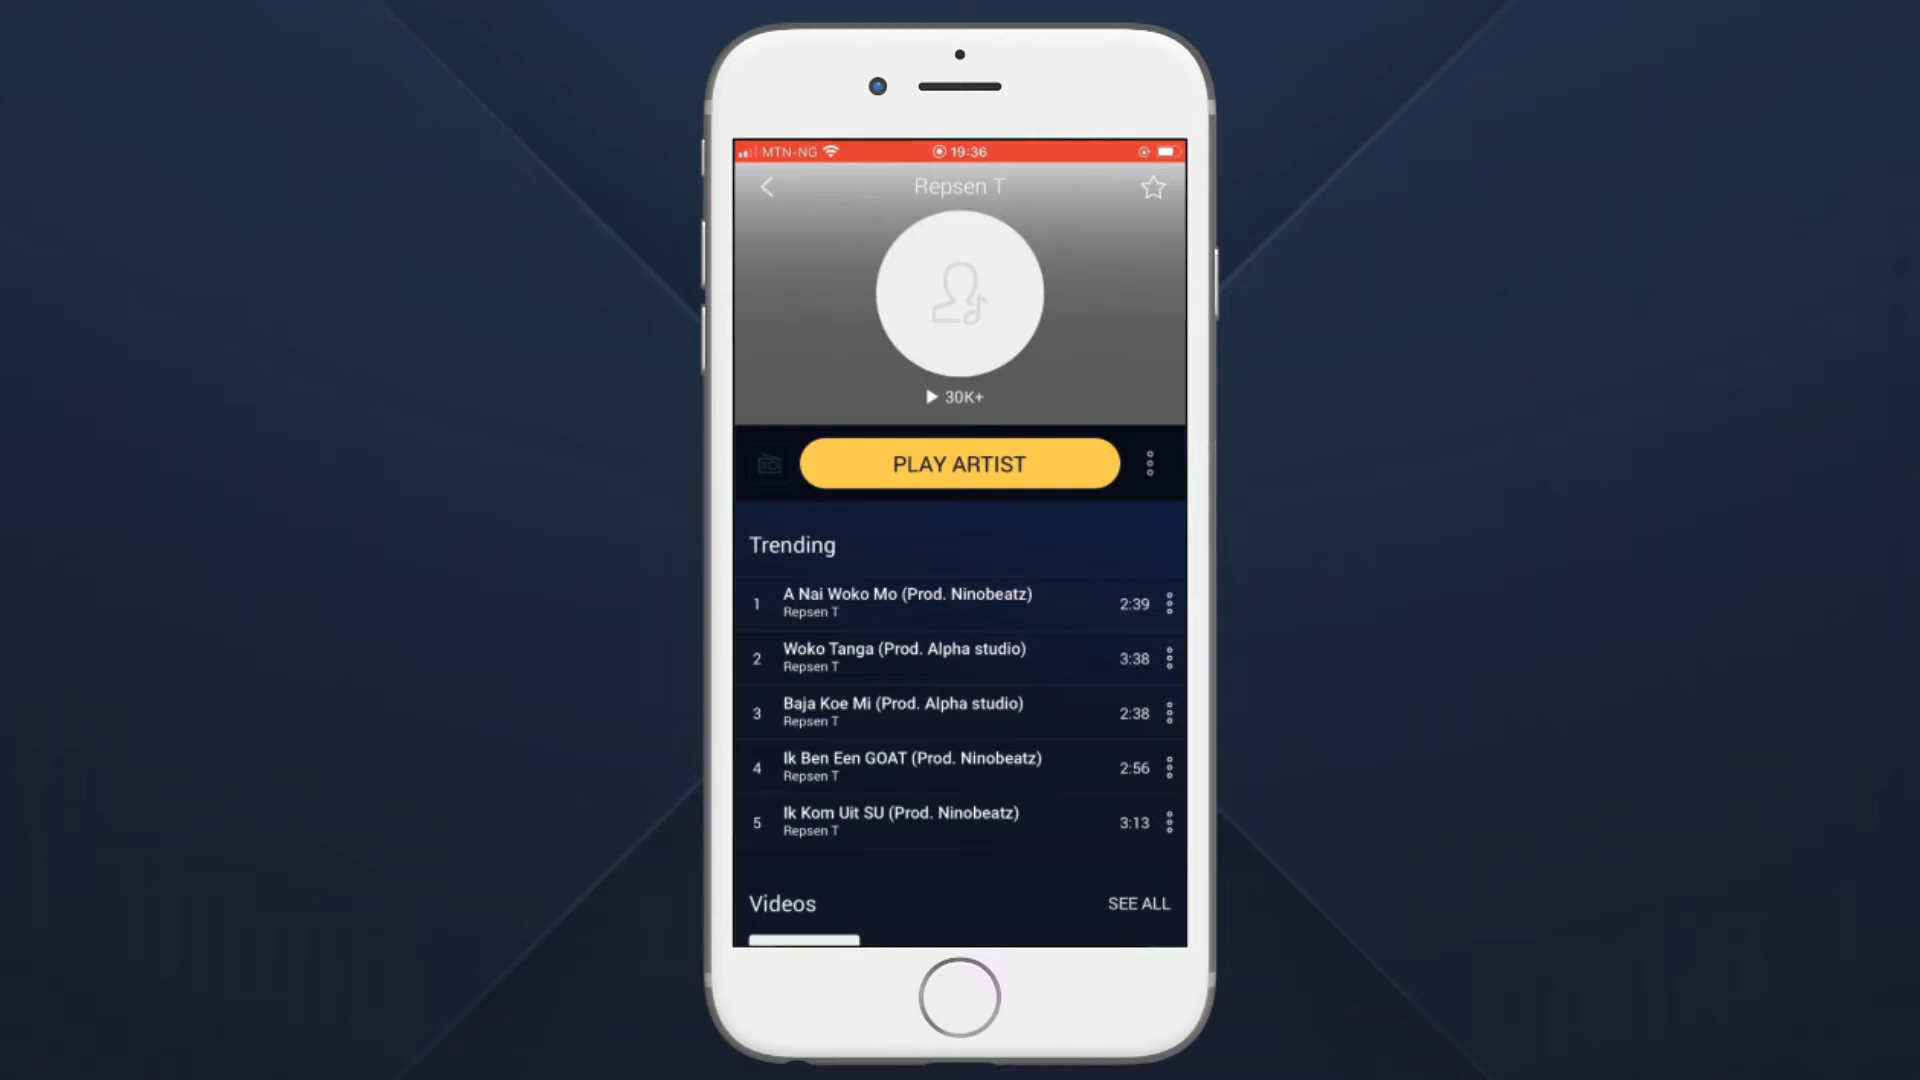 MTN-NG 19:36
Repsen T
30K+
PLAY ARTIST
Trending
1 A Nai Woko Mo (Prod. Ninobeatz) 2:39
Repsen T
2 Woko Tanga (Prod. Alpha studio) 3:38
Repsen T
3 Baja Koe Mi (Prod. Alpha studio) 2:38
Repsen T
4 Ik Ben Een GOAT (Prod. Ninobeatz) 2:56
Repsen T
5 Ik Kom Uit SU (Prod. Ninobeatz) 3:13
Repsen T
Videos SEE ALL